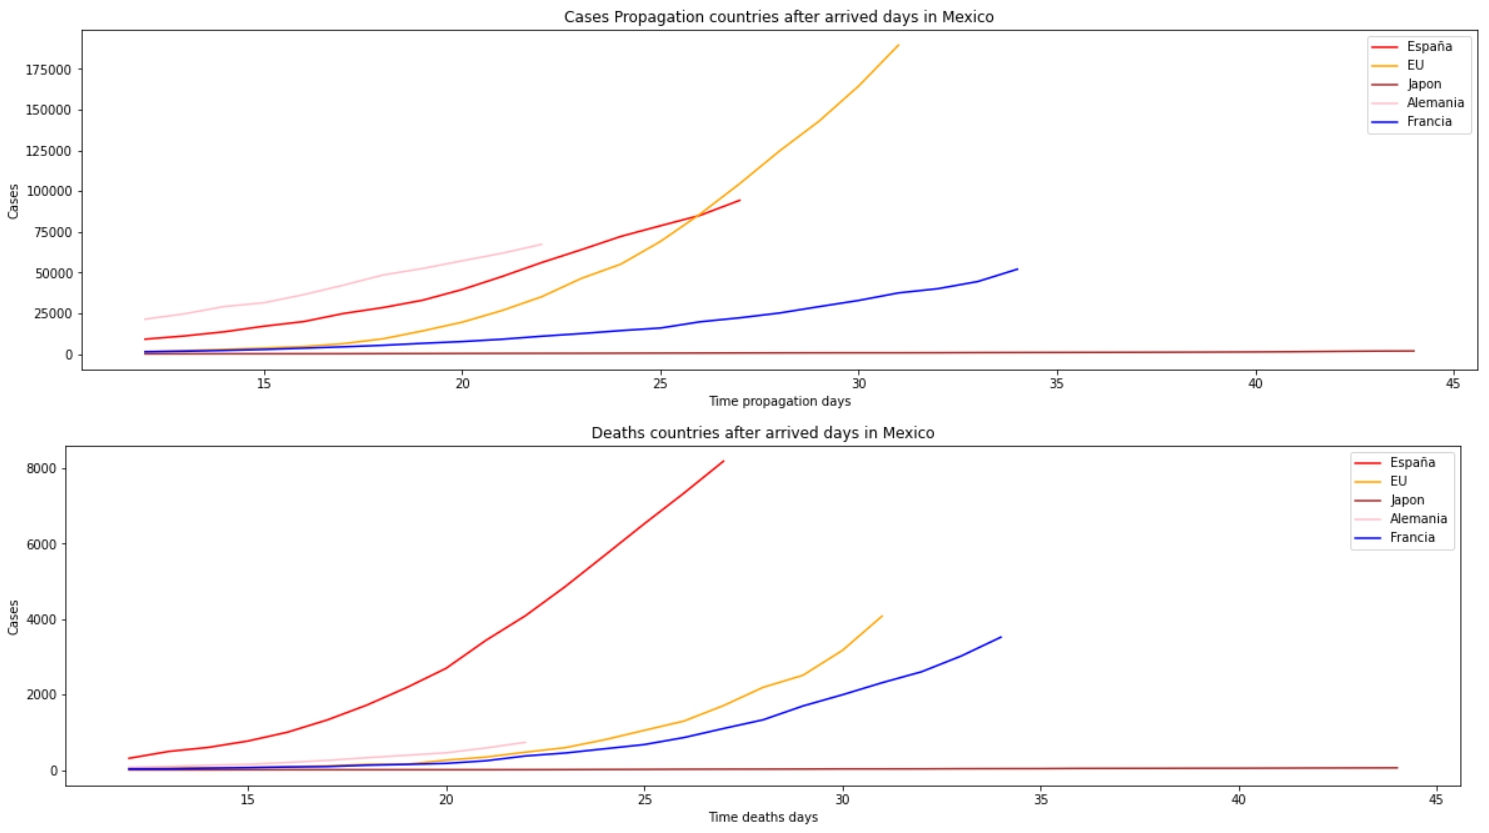 Cases Propagation countries after arrived days in Mexico
Cases
175000
150000
125000
100000
75000
50000
25000
0
15 20 25 30 35 40 45
Time propagation days
España
EU
Japon
Alemania
Francia
Deaths countries after arrived days in Mexico
Cases
8000
6000
4000
2000
0
15 20 25 30 35 40 45
Time deaths days
España
EU
Japon
Alemania
Francia